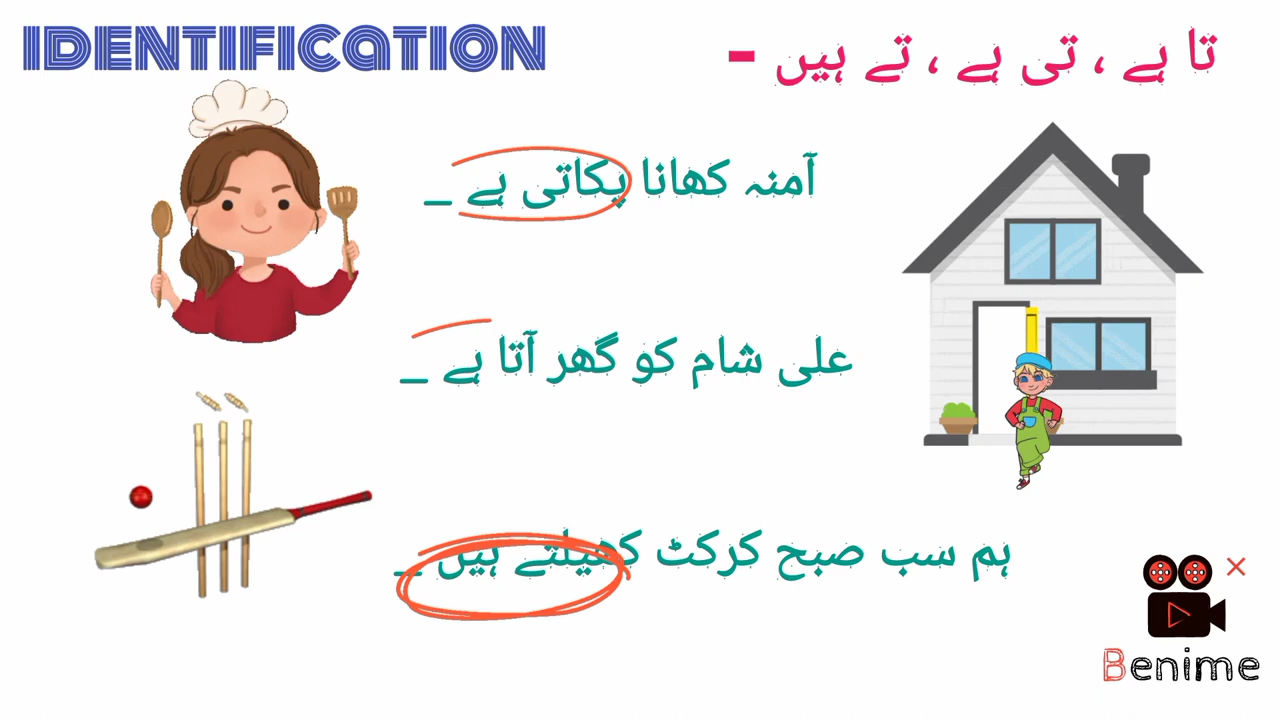 IDENTIFICATION
تا ہے ، تی ہے ، تے ہیں -
آمنہ کھانا پکاتی ہے _
علی شام کو گھر آتا ہے _
ہم سب صبح کرکٹ کھیلتے ہیں _
Benime